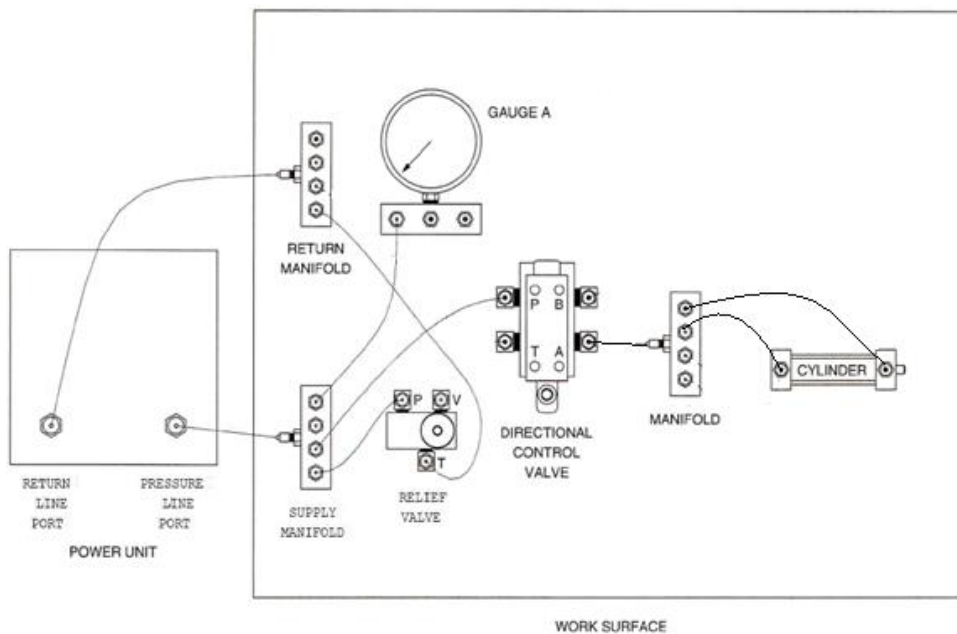 GAUGE A
RETURN
MANIFOLD
P B
T A
CYLINDER
P V
MANIFOLD
DIRECTIONAL
CONTROL
VALVE
T
RETURN
LINE
PORT
PRESSURE
LINE
PORT
SUPPLY
MANIFOLD
RELIEF
VALVE
POWER UNIT
WORK SURFACE